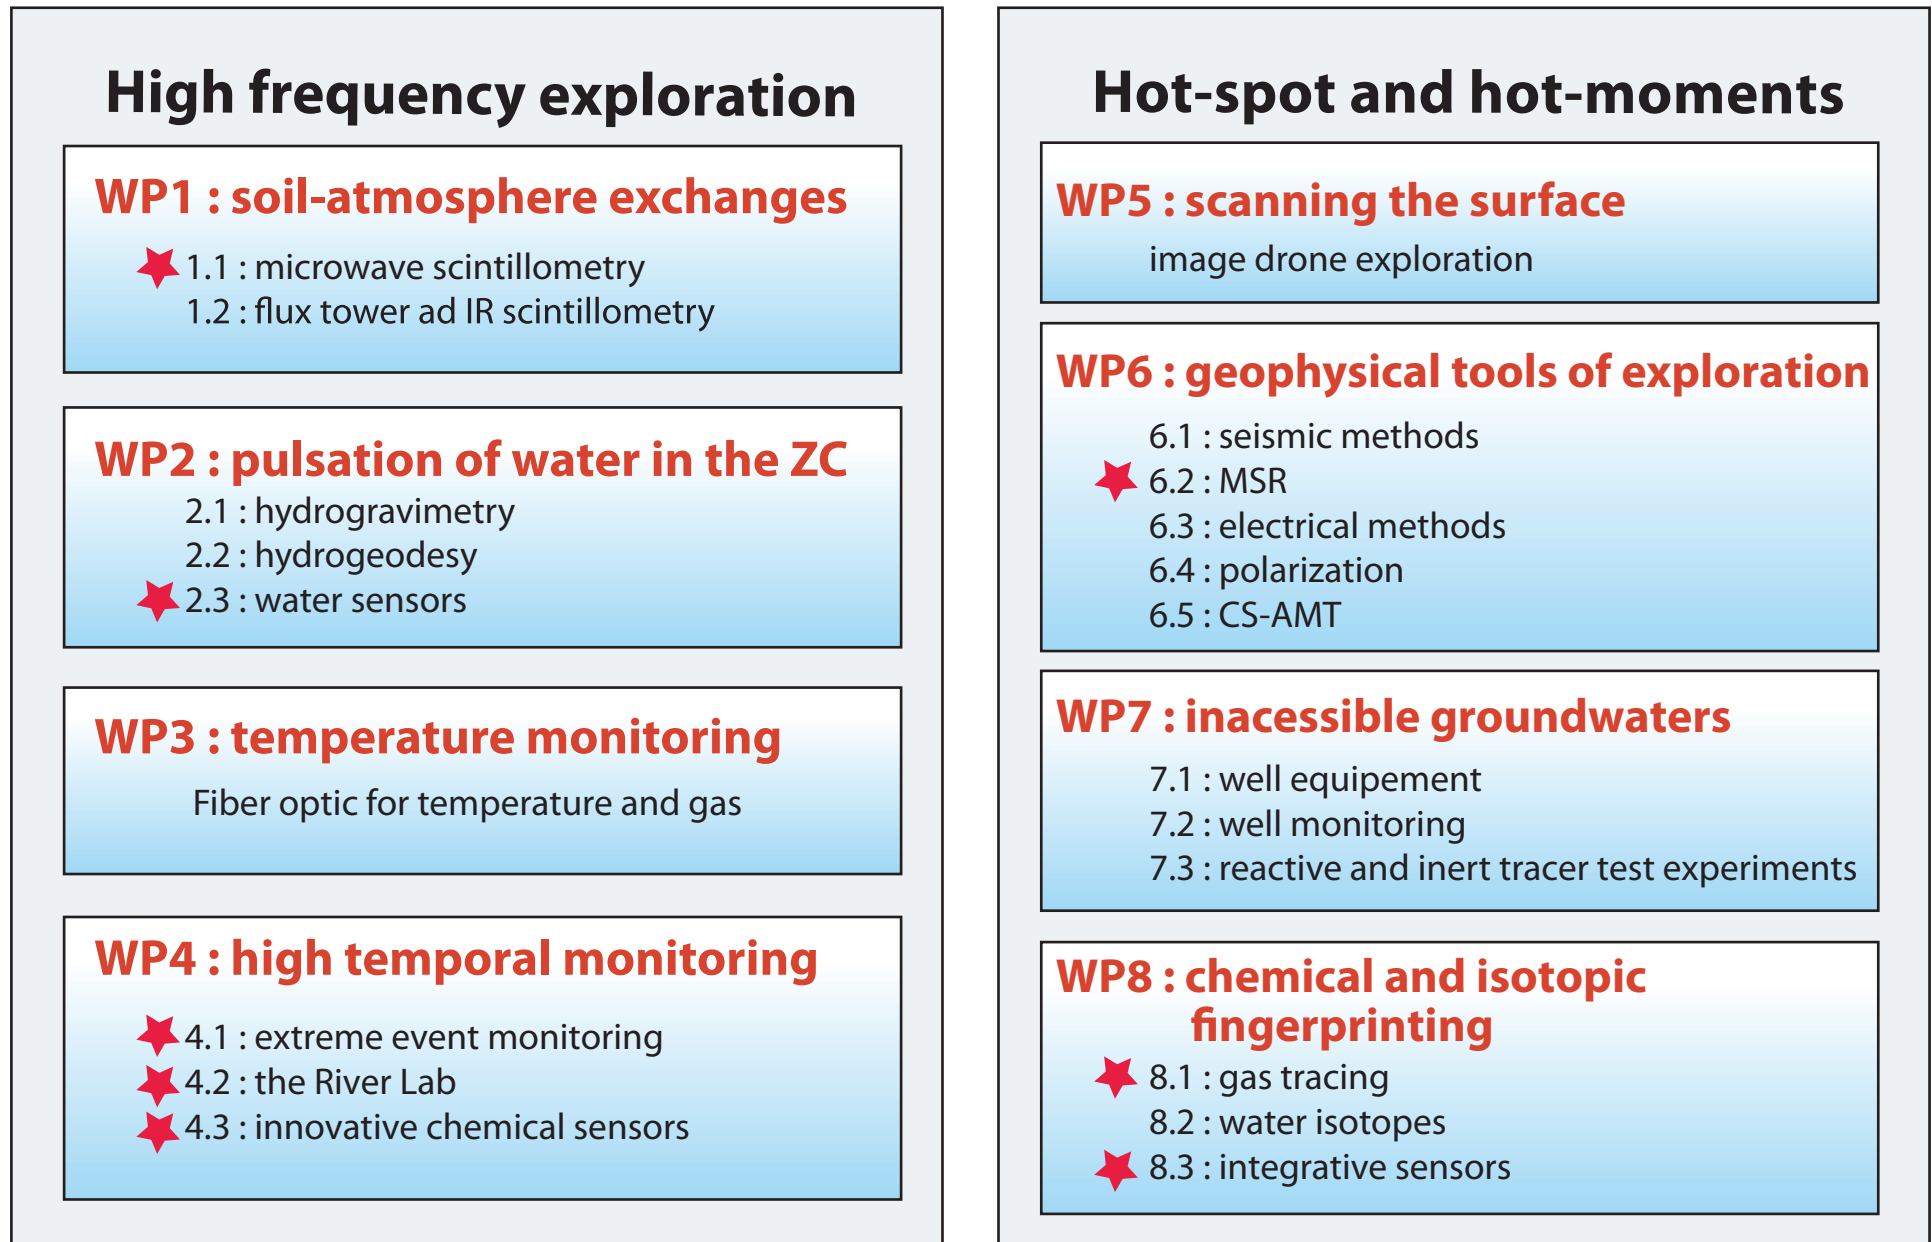 High frequency exploration
WP1 : soil-atmosphere exchanges
1.1 : microwave scintillometry
1.2 : flux tower ad IR scintillometry
WP2 : pulsation of water in the ZC
2.1 : hydrogravimetry
2.2 : hydrogeodesy
2.3 : water sensors
WP3 : temperature monitoring
Fiber optic for temperature and gas
WP4 : high temporal monitoring
4.1 : extreme event monitoring
4.2 : the River Lab
4.3 : innovative chemical sensors
Hot-spot and hot-moments
WP5 : scanning the surface
image drone exploration
WP6 : geophysical tools of exploration
6.1 : seismic methods
6.2 : MSR
6.3 : electrical methods
6.4 : polarization
6.5 : CS-AMT
WP7 : inacessible groundwaters
7.1 : well equipement
7.2 : well monitoring
7.3 : reactive and inert tracer test experiments
WP8 : chemical and isotopic
fingerprinting
8.1 : gas tracing
8.2 : water isotopes
8.3 : integrative sensors